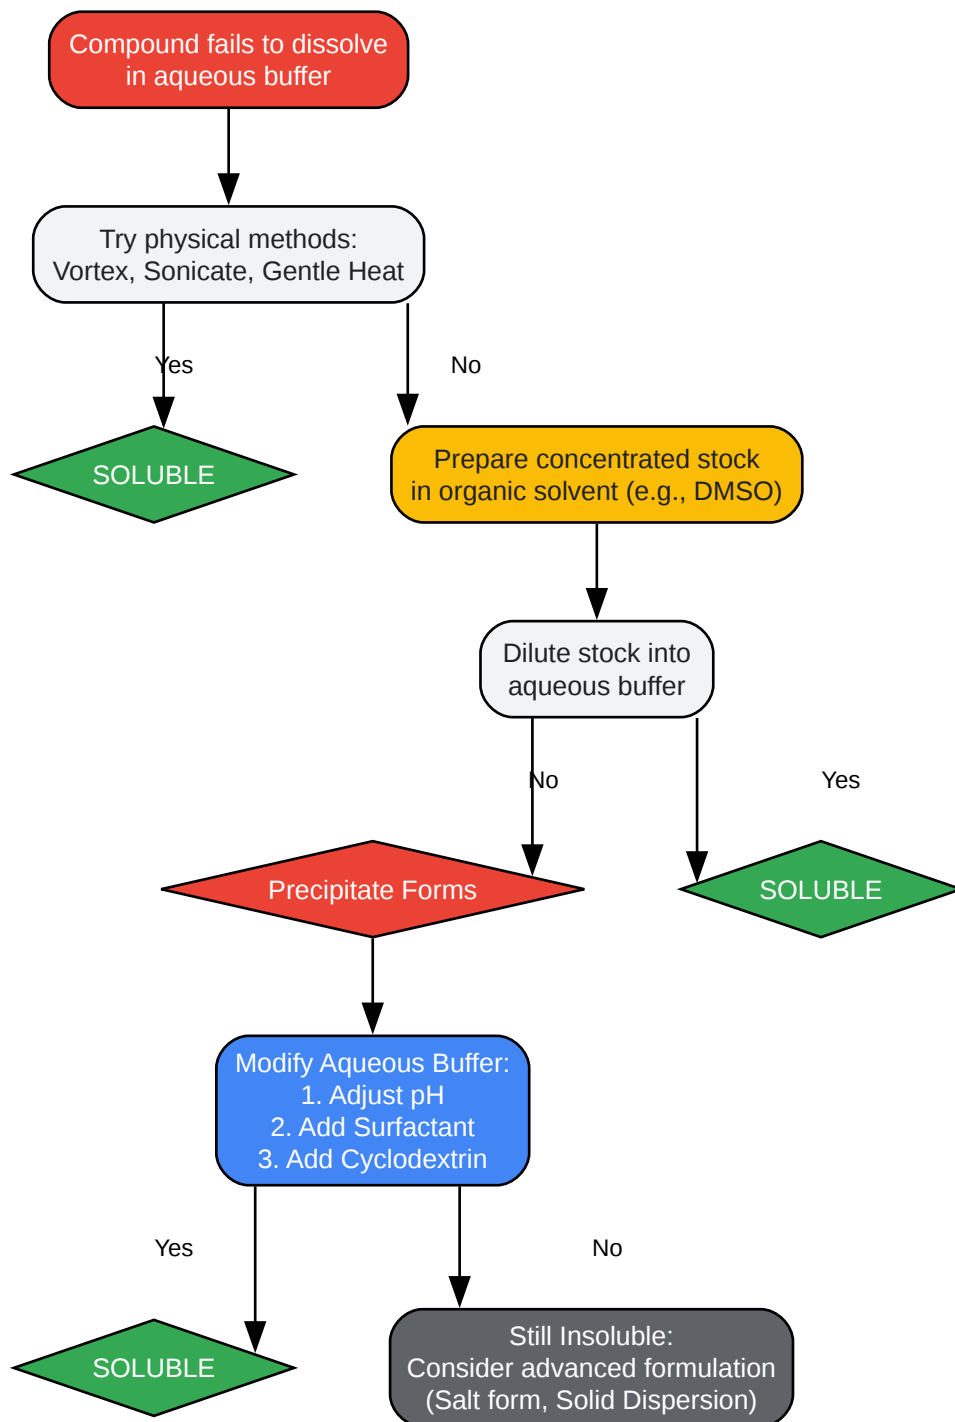 Compound fails to dissolve
in aqueous buffer
Try physical methods:
Vortex, Sonicate, Gentle Heat
Yes
No
SOLUBLE
Prepare concentrated stock
in organic solvent (e.g., DMSO)
Dilute stock into
aqueous buffer
No
Yes
Precipitate Forms
SOLUBLE
Modify Aqueous Buffer:
1. Adjust pH
2. Add Surfactant
3. Add Cyclodextrin
Yes
No
SOLUBLE
Still Insoluble:
Consider advanced formulation
(Salt form, Solid Dispersion)